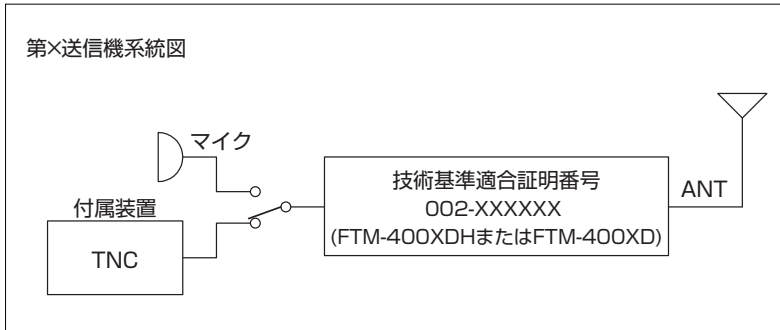 第×送信機系統図
マイク
付属装置
TNC
技術基準適合証明番号
002-XXXXXX
(FTM-400XDHまたはFTM-400XD)
ANT